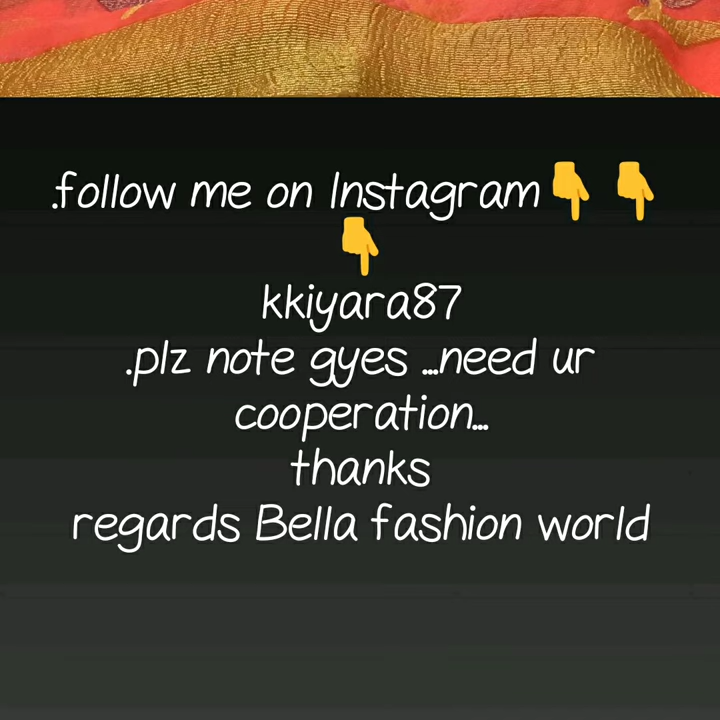 .follow me on Instagram👇 👇
👇
kkiyara87
.plz note gyes ...need ur
cooperation...
thanks
regards Bella fashion world